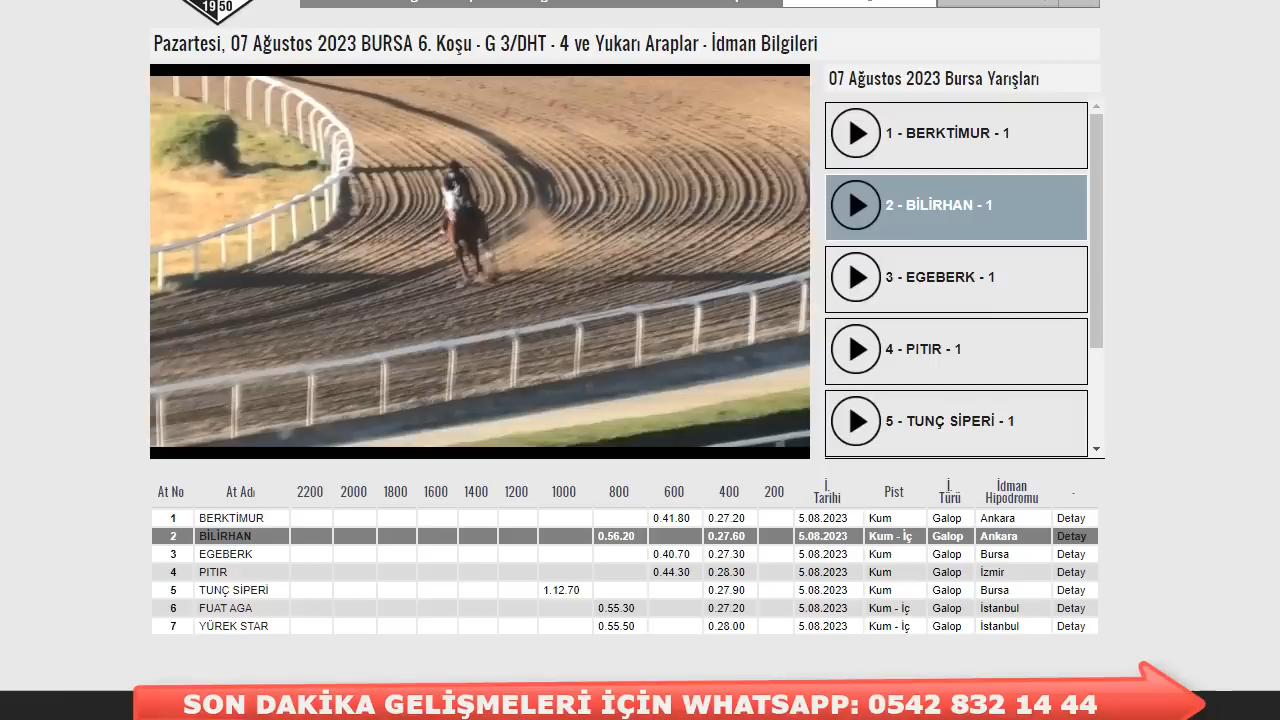 1950
Pazartesi, 07 Ağustos 2023 BURSA 6. Koşu - G 3/DHT - 4 ve Yukarı Araplar - İdman Bilgileri
07 Ağustos 2023 Bursa Yarışları
1 - BERKTİMUR - 1
2 - BİLİRHAN - 1
3 - EGEBERK - 1
4 - PITIR - 1
5 - TUNÇ SİPERİ - 1
At No At Adı 2200 2000 1800 1600 1400 1200 1000 800 600 400 200 İ. Tarihi Pist İ. Türü İdman Hipodromu -
1 BERKTİMUR 0.41.80 0.27.20 5.08.2023 Kum Galop Ankara Detay
2 BİLİRHAN 0.56.20 0.27.60 5.08.2023 Kum - İç Galop Ankara Detay
3 EGEBERK 0.40.70 0.27.30 5.08.2023 Kum Galop Bursa Detay
4 PITIR 0.44.30 0.28.30 5.08.2023 Kum Galop İzmir Detay
5 TUNÇ SİPERİ 1.12.70 0.27.90 5.08.2023 Kum Galop Bursa Detay
6 FUAT AGA 0.55.30 0.27.20 5.08.2023 Kum - İç Galop İstanbul Detay
7 YÜREK STAR 0.55.50 0.28.00 5.08.2023 Kum - İç Galop İstanbul Detay
SON DAKİKA GELİŞMELERİ İÇİN WHATSAPP: 0542 832 14 44